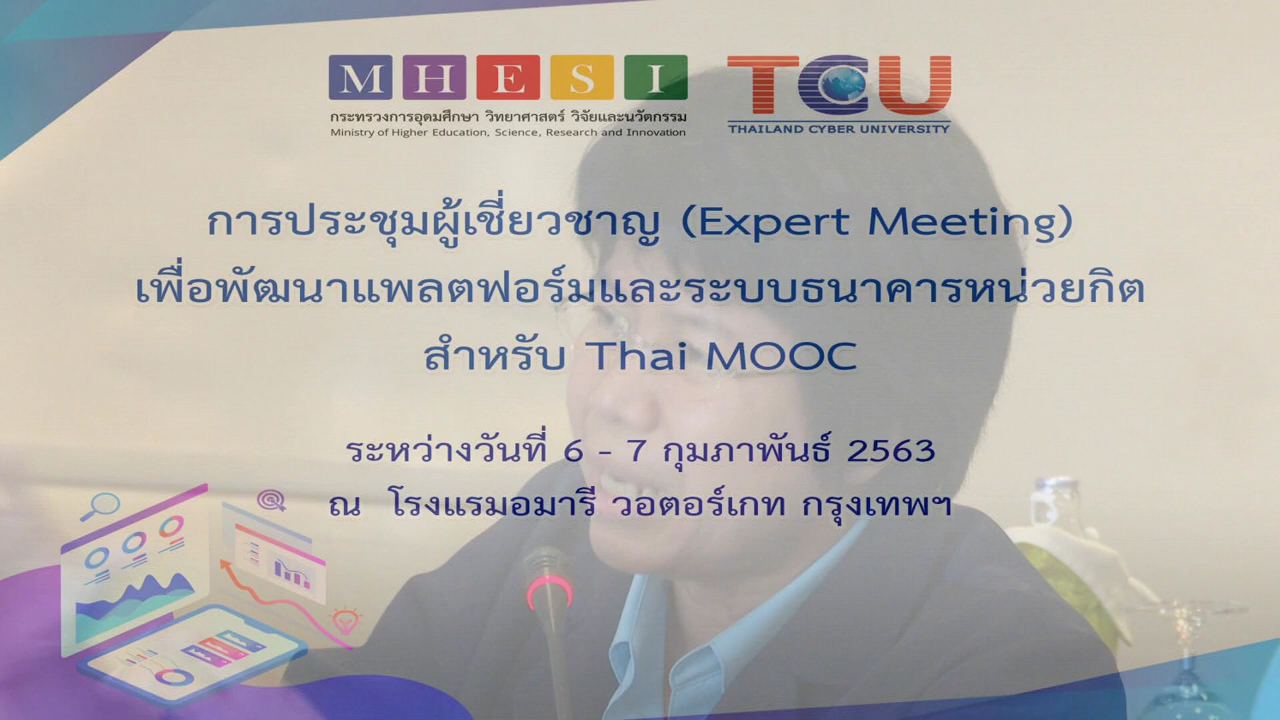 MHESI
กระทรวงการอุดมศึกษา วิทยาศาสตร์ วิจัยและนวัตกรรม
Ministry of Higher Education, Science, Research and Innovation
TCU
THAILAND CYBER UNIVERSITY
การประชุมผู้เชี่ยวชาญ (Expert Meeting)
เพื่อพัฒนาแพลตฟอร์มและระบบธนาคารหน่วยกิต
สำหรับ Thai MOOC
ระหว่างวันที่ 6 - 7 กุมภาพันธ์ 2563
ณ โรงแรมอมารี วอเตอร์เกท กรุงเทพฯ